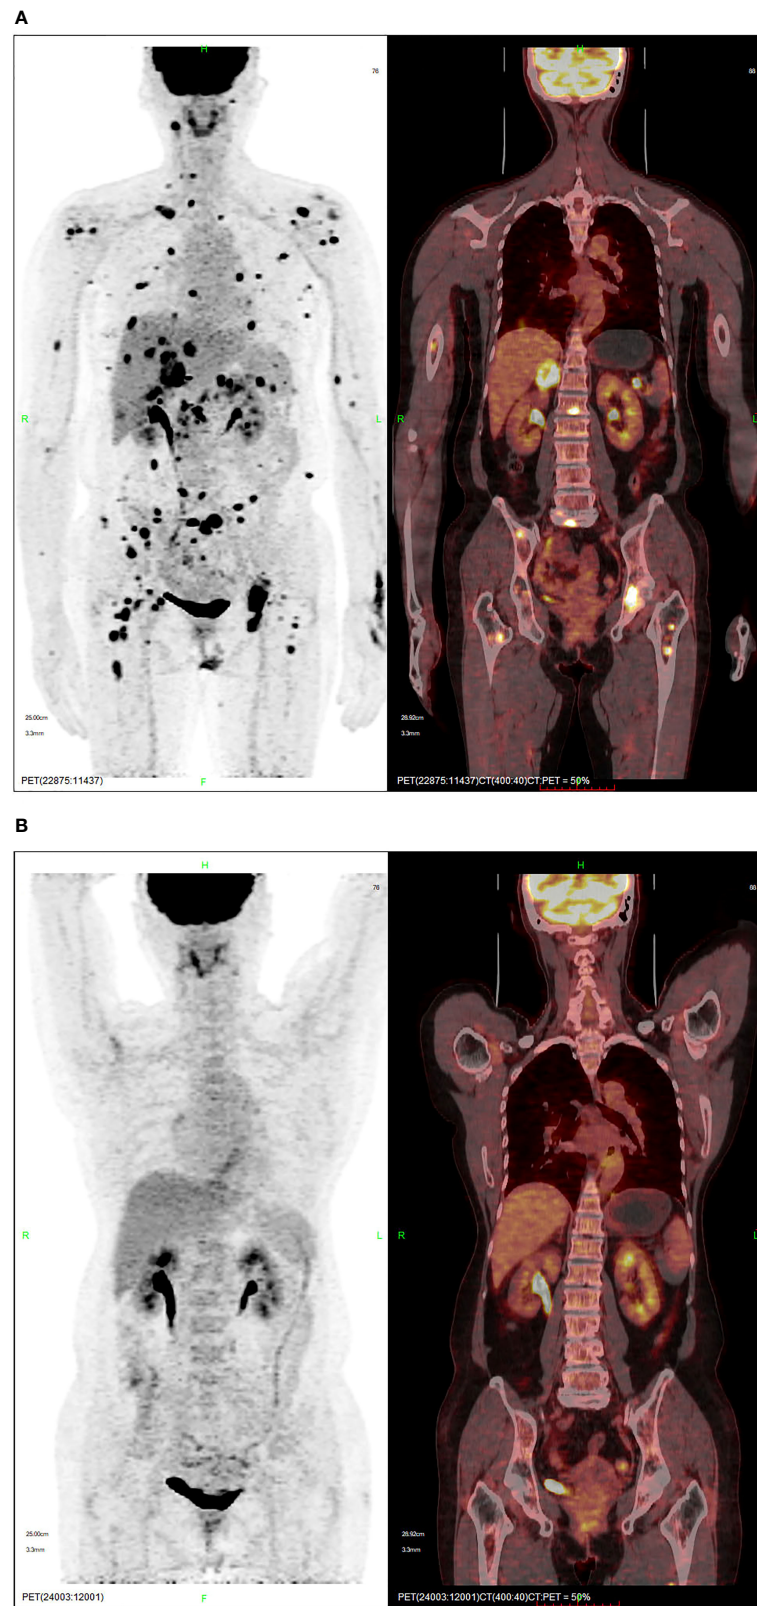 A
H
76
R
L
25.00cm
3.3mm
PET(22875:11437)
F
H
88
R
L
28.92cm
3.3mm
PET(22875:11437)CT(400:40)CT:PET = 50%
B
H
76
R
L
25.00cm
3.3mm
PET(24003:12001)
F
H
68
R
L
28.92cm
3.3mm
PET(24003:12001)CT(400:40)CT:PET = 50%